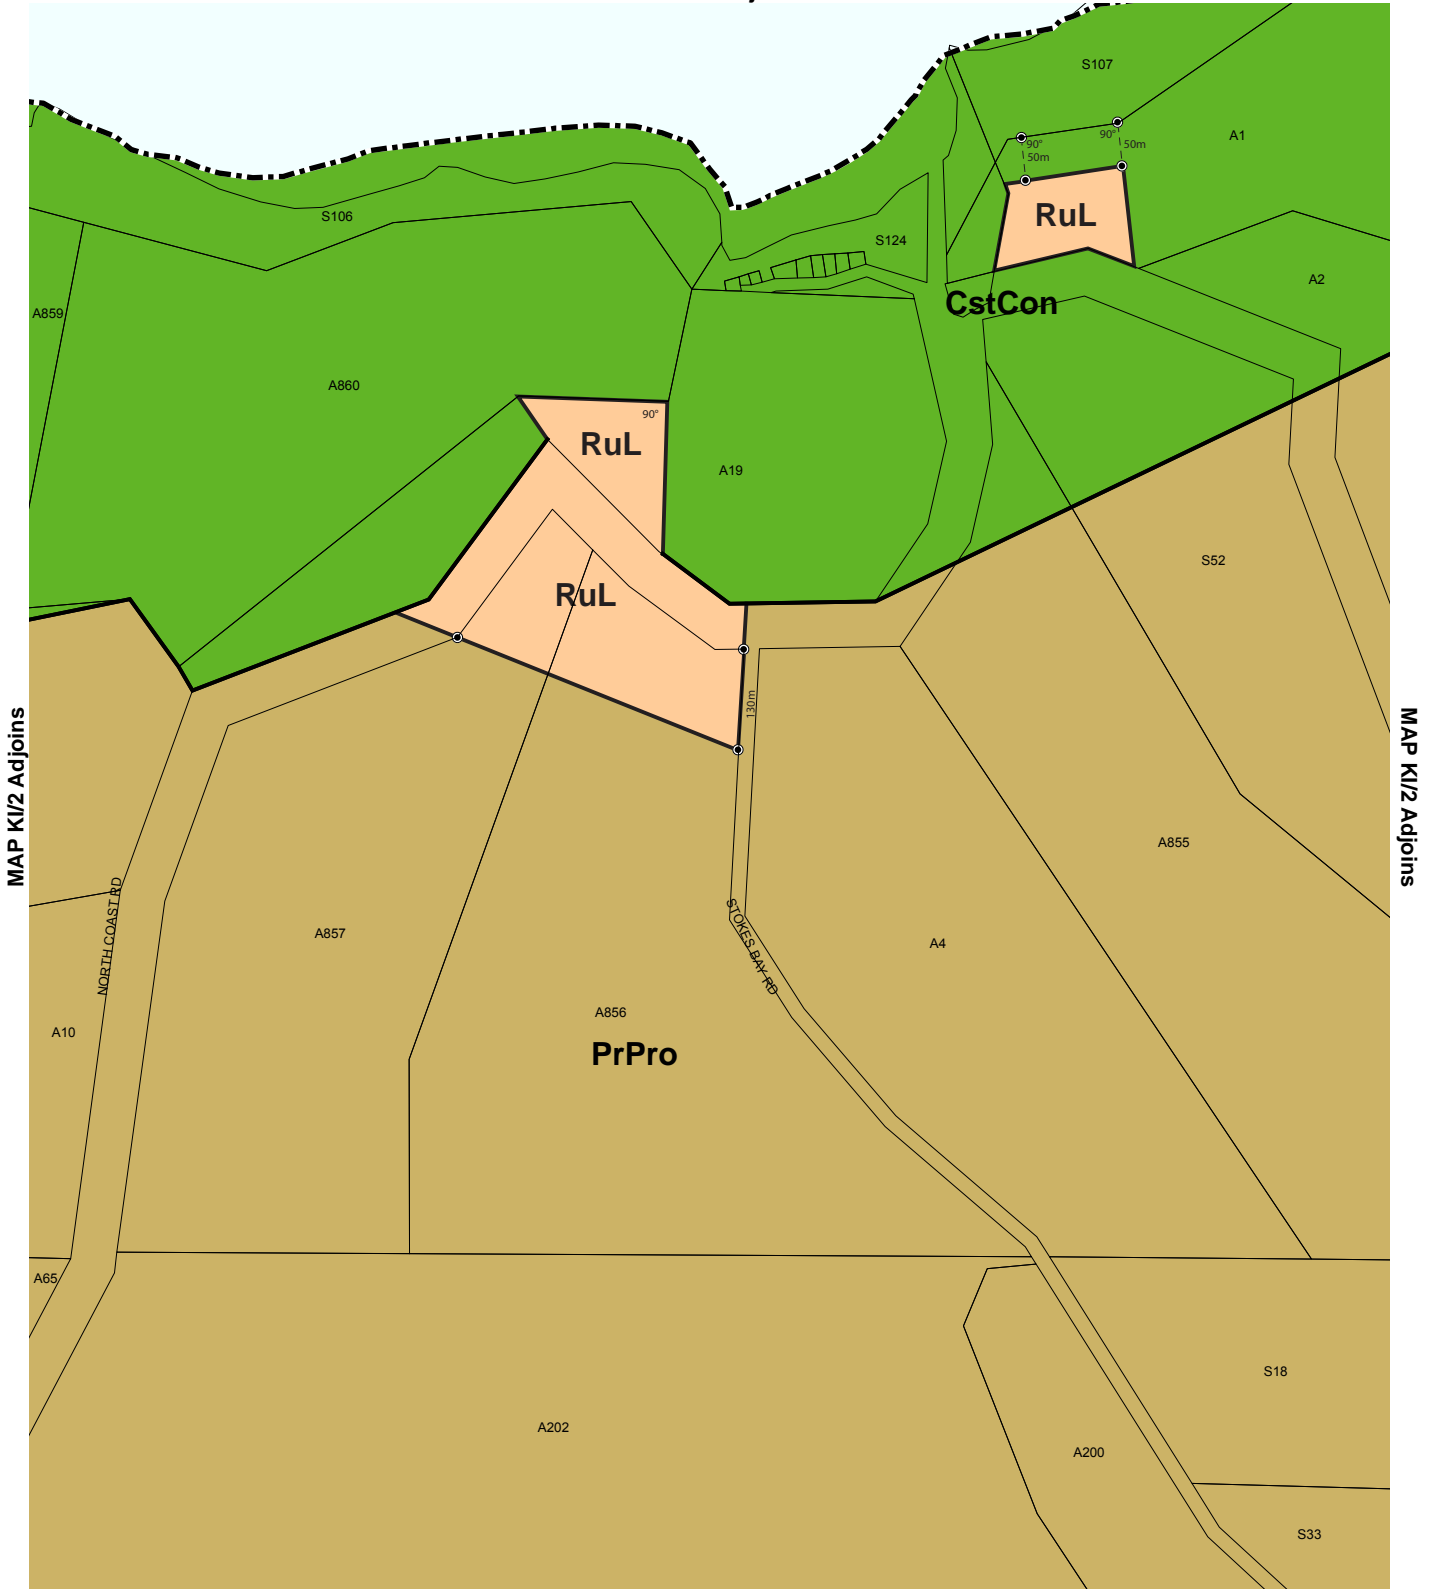 S107
A1
90°
50m
90°
50m
RuL
S106
S124
A2
CstCon
A859
A860
90°
RuL
A19
RuL
S52
130m
MAP KI/2 Adjoins
MAP KI/2 Adjoins
A855
NORTH COAST RD
STOKES BAY RD
A857
A4
A856
A10
PrPro
A65
S18
A202
A200
S33